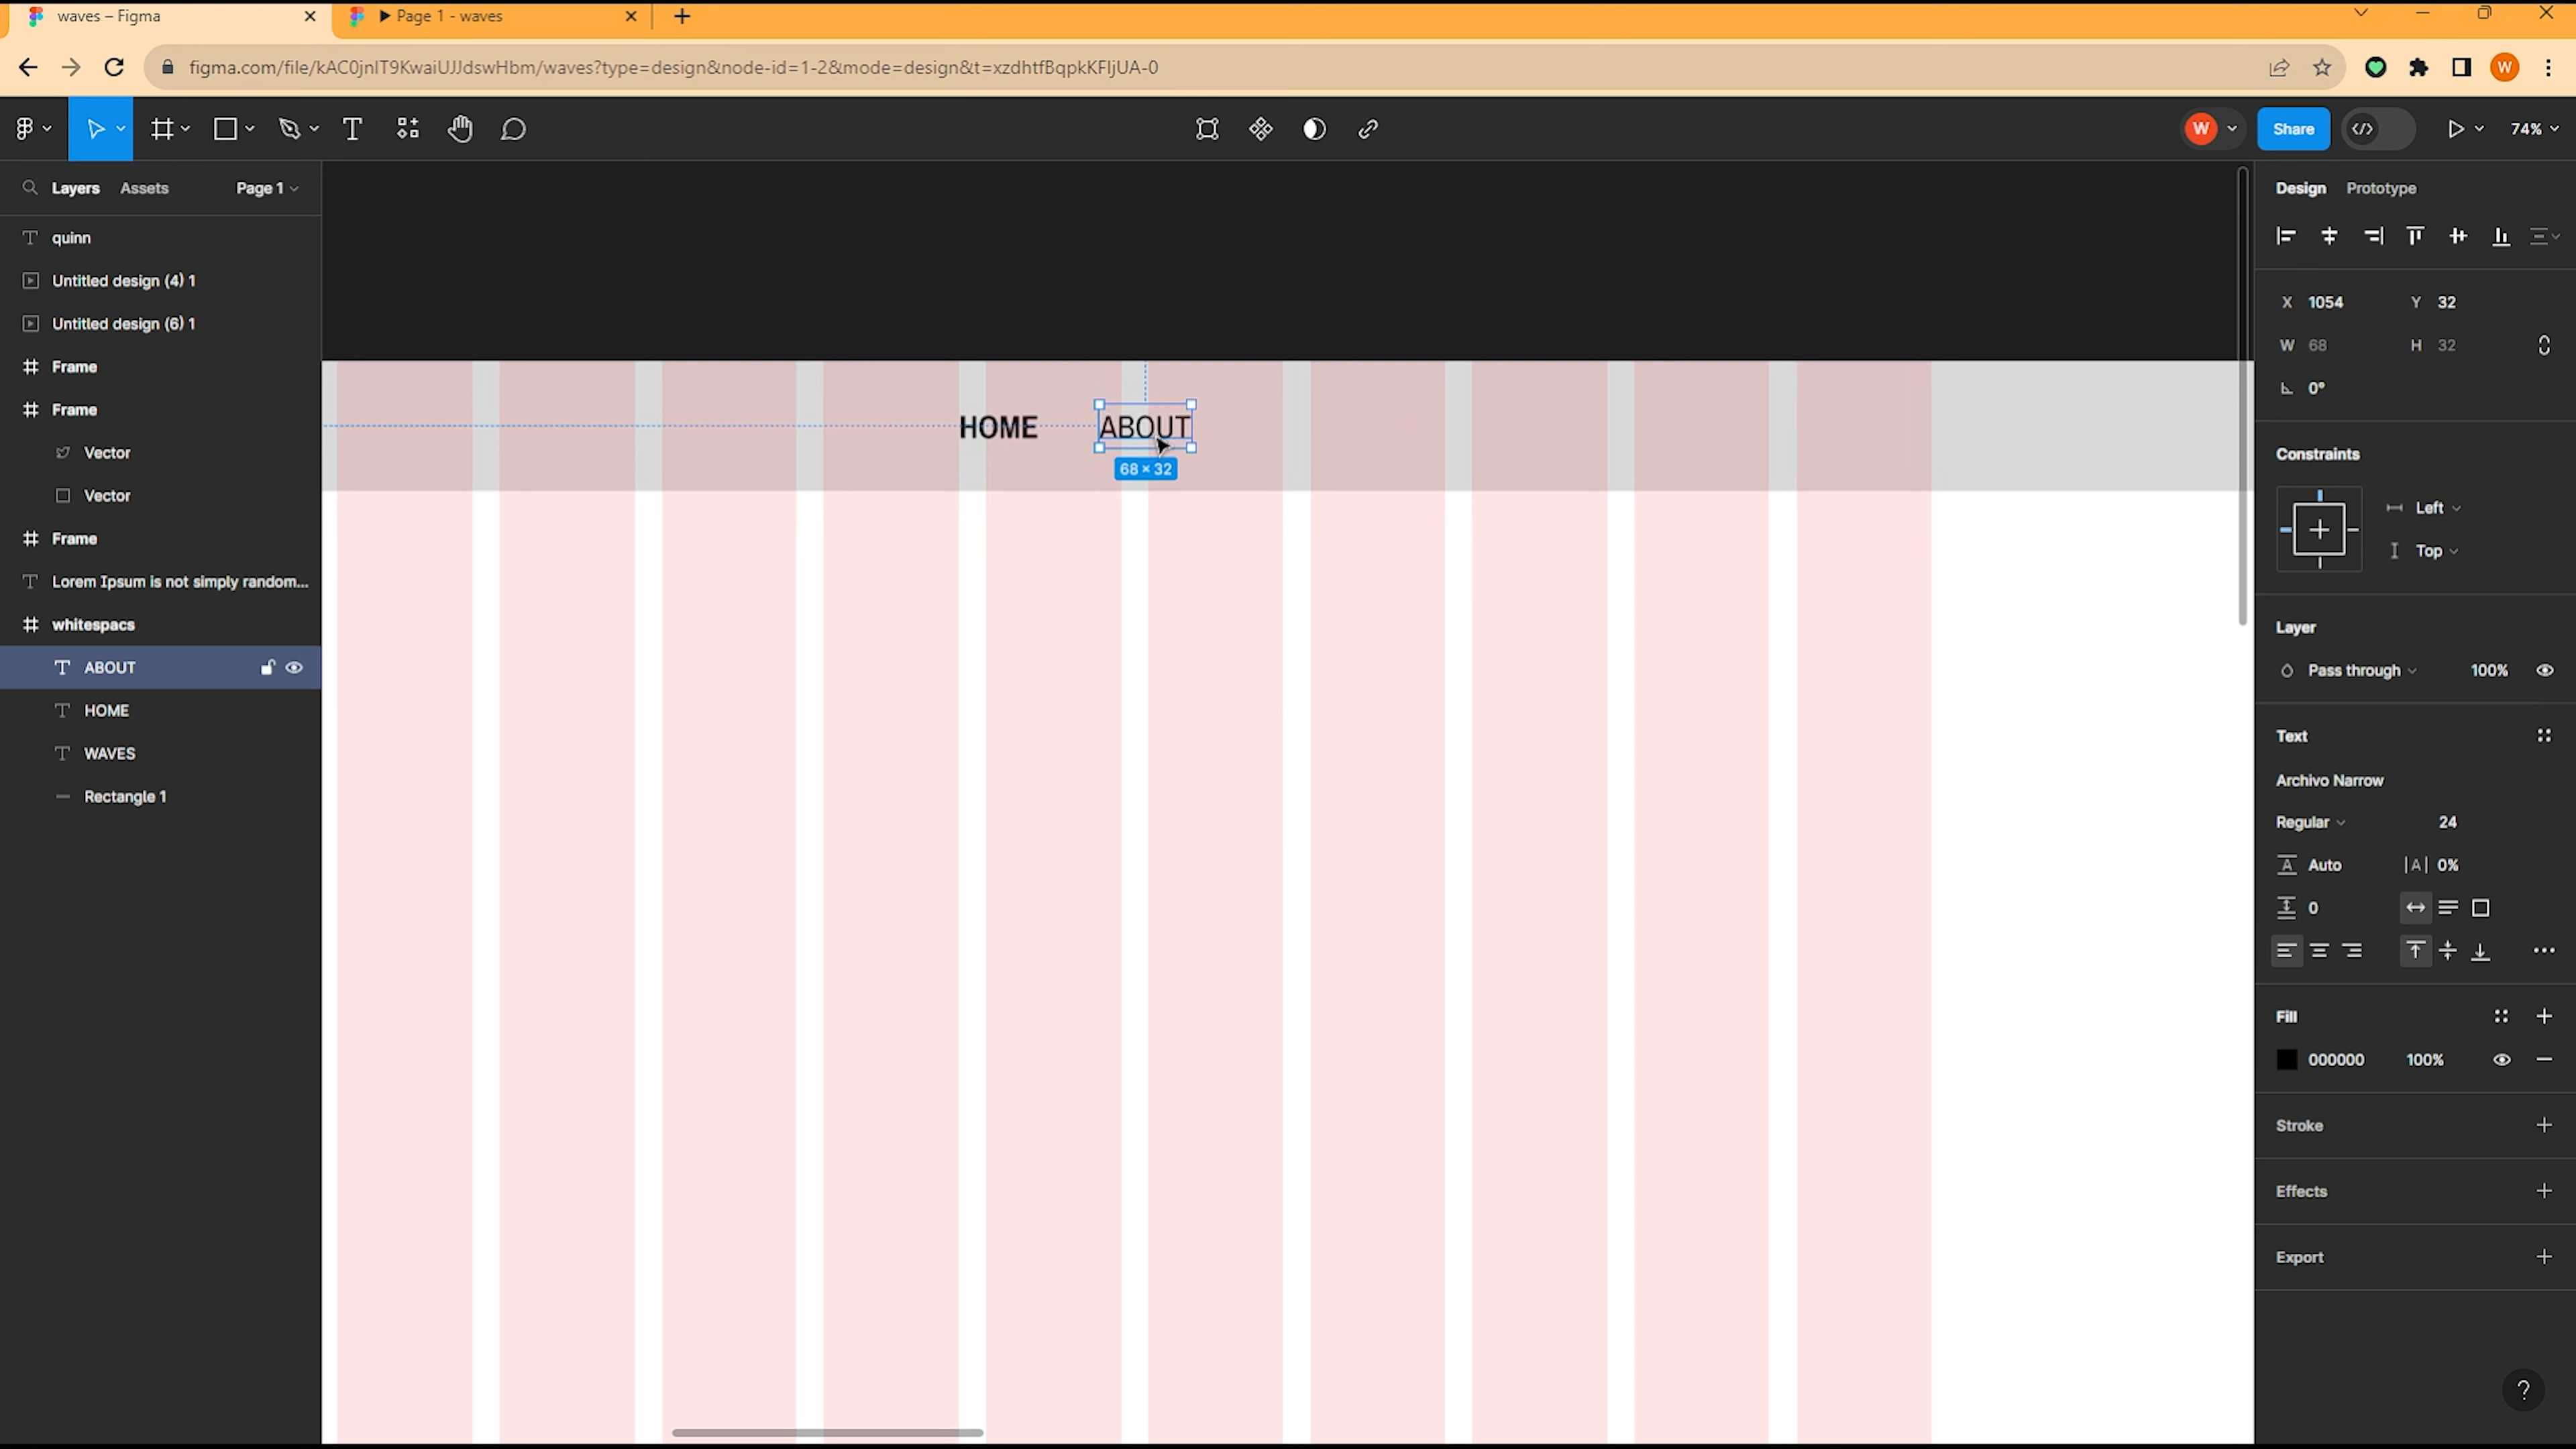 waves – Figma
Page 1 - waves
figma.com/file/kAC0jnlT9KwaiUJJdswHbm/waves?type=design&node-id=1-2&mode=design&t=xzdhtfBqpkKFIjUA-0
W
W
Share
74%
Layers
Assets
Page 1
quinn
Untitled design (4) 1
Untitled design (6) 1
Frame
Frame
Vector
Vector
Frame
Lorem Ipsum is not simply random...
whitespacs
ABOUT
HOME
WAVES
Rectangle 1
HOME
ABOUT
68 × 32
Design
Prototype
X 1054
Y 32
W 68
H 32
0°
Constraints
Left
Top
Layer
Pass through
100%
Text
Archivo Narrow
Regular
24
Auto
|A| 0%
0
Fill
000000
100%
Stroke
Effects
Export
?